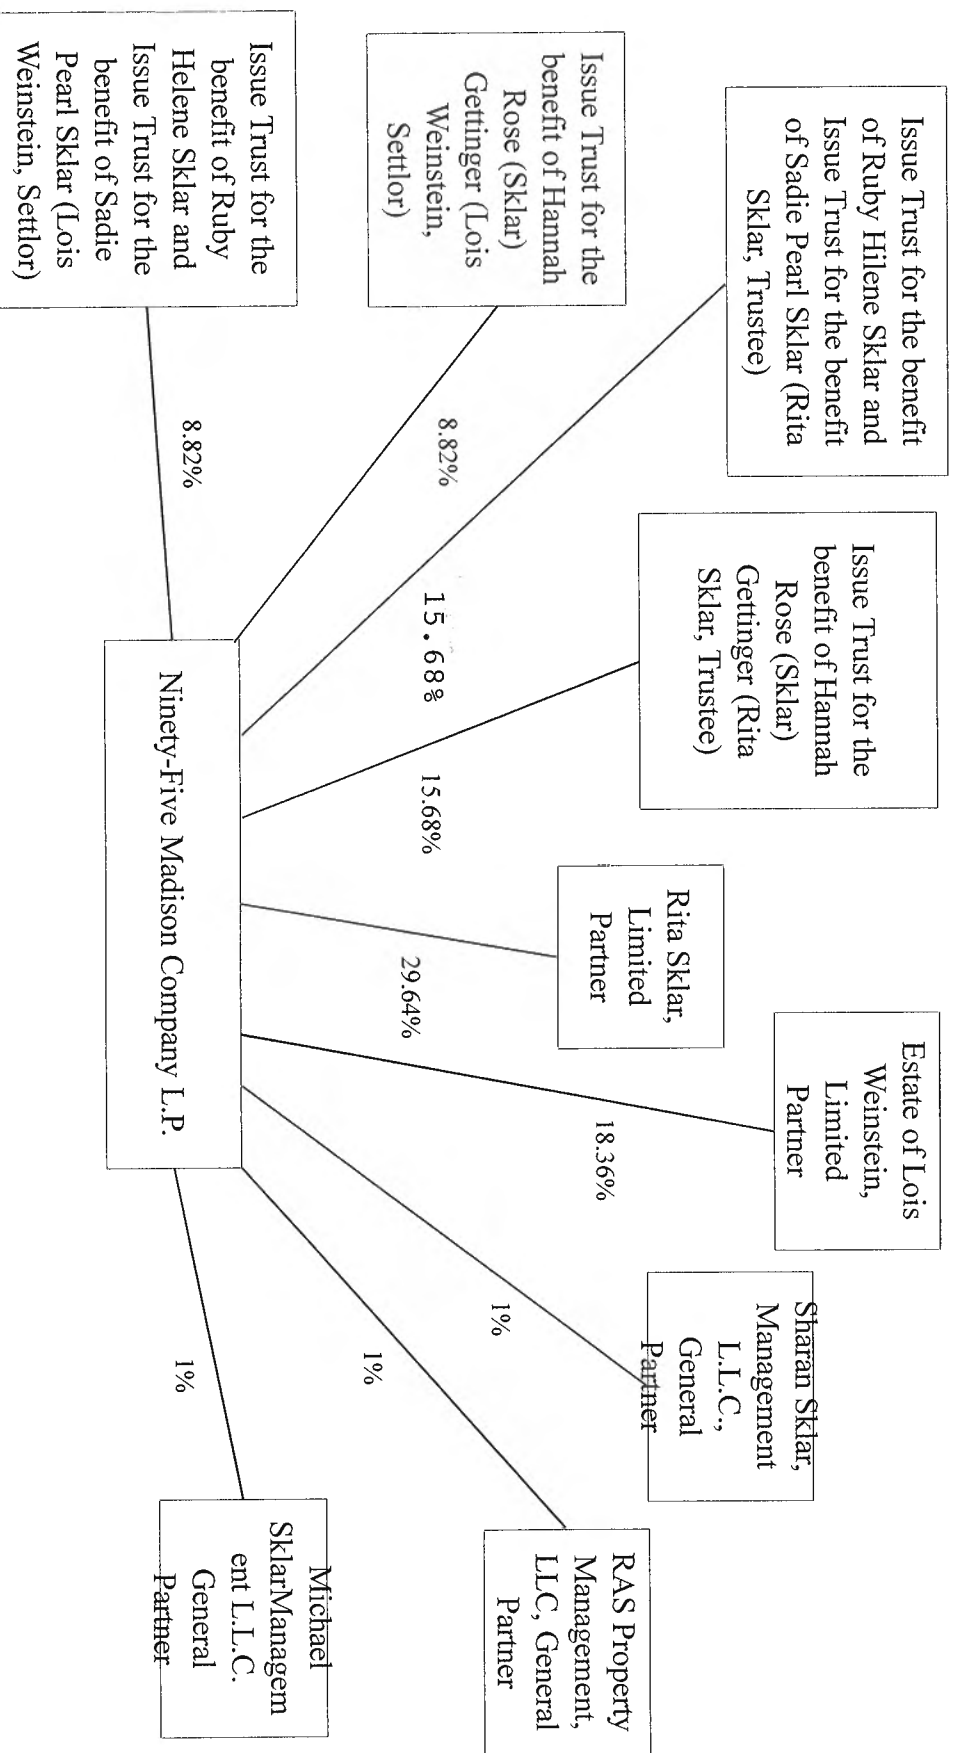 Issue Trust for the
benefit of Ruby
Helene Sklar and
Issue Trust for the
benefit of Sadie
Pearl Sklar (Lois
Weinstein, Settlor)
Issue Trust for the
benefit of Hannah
Rose (Sklar)
Gettinger (Lois
Weinstein,
Settlor)
Issue Trust for the benefit
of Ruby Hilene Sklar and
Issue Trust for the benefit
of Sadie Pearl Sklar (Rita
Sklar, Trustee)
Issue Trust for the
benefit of Hannah
Rose (Sklar)
Gettinger (Rita
Sklar, Trustee)
Rita Sklar,
Limited
Partner
Estate of Lois
Weinstein,
Limited
Partner
Sharan Sklar,
Management
L.L.C.,
General
Partner
RAS Property
Management,
LLC, General
Partner
Michael
SklarManagem
ent L.L.C.
General
Partner
8.82%
8.82%
15.68%
15.68%
29.64%
18.36%
1%
1%
1%
Ninety-Five Madison Company L.P.